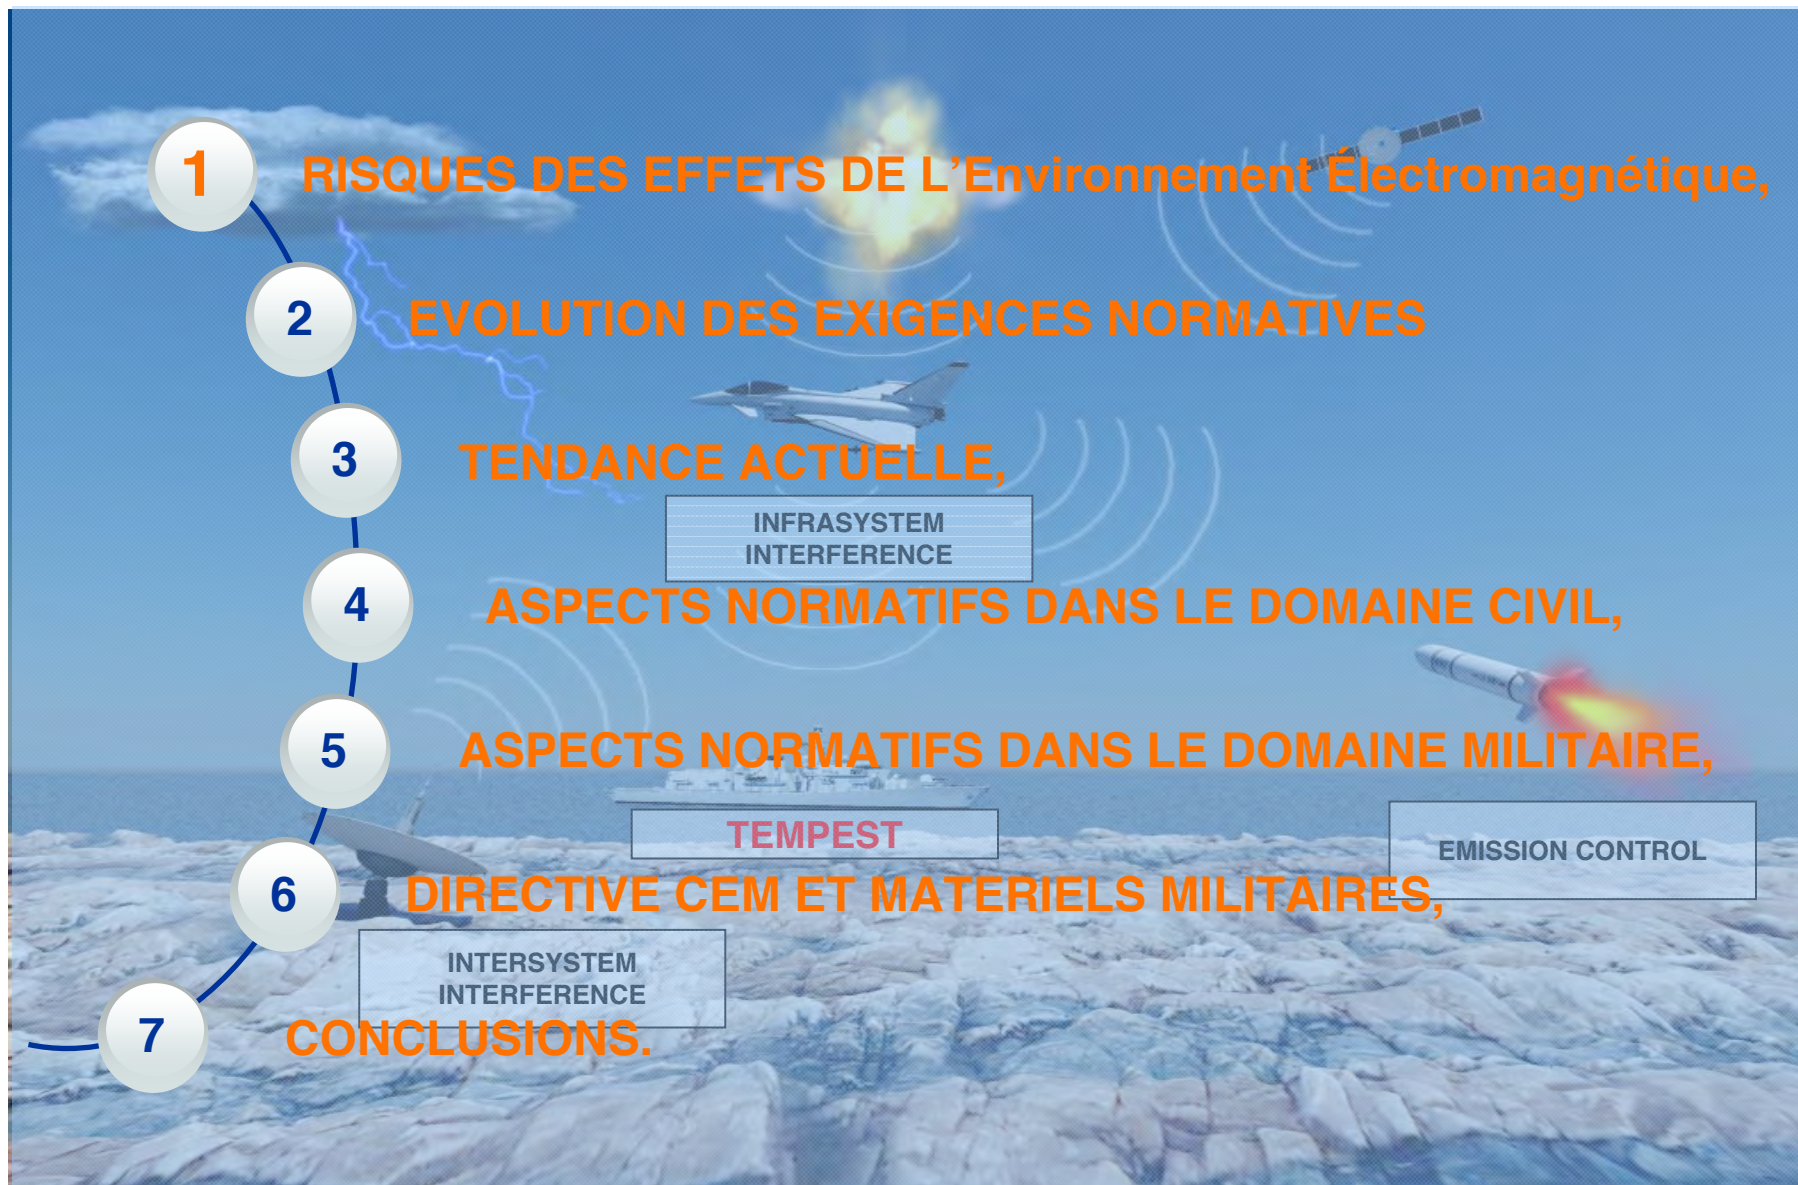 1 RISQUES DES EFFETS DE L’Environnement Électromagnétique,
2 EVOLUTION DES EXIGENCES NORMATIVES
3 TENDANCE ACTUELLE,
INFRASYSTEM
INTERFERENCE
4 ASPECTS NORMATIFS DANS LE DOMAINE CIVIL,
5 ASPECTS NORMATIFS DANS LE DOMAINE MILITAIRE,
TEMPEST
EMISSION CONTROL
6 DIRECTIVE CEM ET MATERIELS MILITAIRES,
INTERSYSTEM
INTERFERENCE
7 CONCLUSIONS.